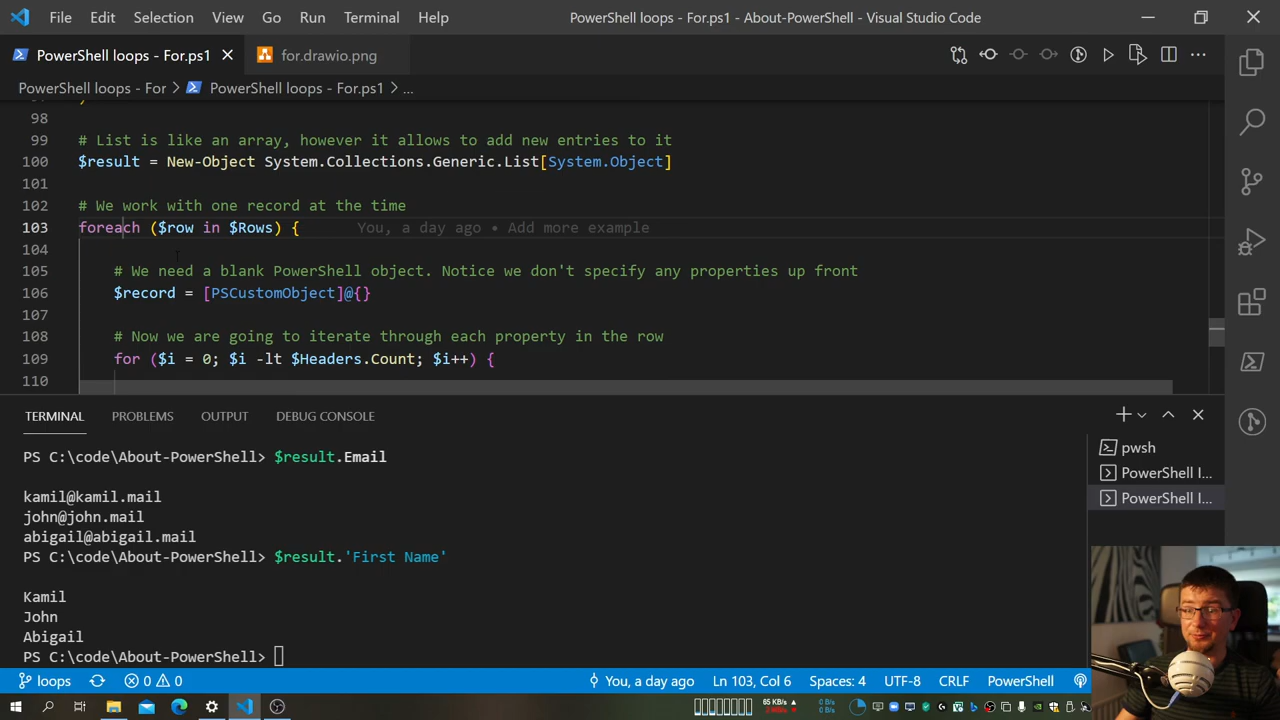 File Edit Selection View Go Run Terminal Help PowerShell loops - For.ps1 - About-PowerShell - Visual Studio Code
PowerShell loops - For.ps1 for.drawio.png
PowerShell loops - For > PowerShell loops - For.ps1 > ...
98
99 # List is like an array, however it allows to add new entries to it
100 $result = New-Object System.Collections.Generic.List[System.Object]
101
102 # We work with one record at the time
103 foreach ($row in $Rows) { You, a day ago • Add more example
104
105 # We need a blank PowerShell object. Notice we don't specify any properties up front
106 $record = [PSCustomObject]@{}
107
108 # Now we are going to iterate through each property in the row
109 for ($i = 0; $i -lt $Headers.Count; $i++) {
110
TERMINAL PROBLEMS OUTPUT DEBUG CONSOLE
PS C:\code\About-PowerShell> $result.Email
kamil@kamil.mail
john@john.mail
abigail@abigail.mail
PS C:\code\About-PowerShell> $result.'First Name'
Kamil
John
Abigail
PS C:\code\About-PowerShell>
pwsh
PowerShell I...
PowerShell I...
loops 0 0 You, a day ago Ln 103, Col 6 Spaces: 4 UTF-8 CRLF PowerShell